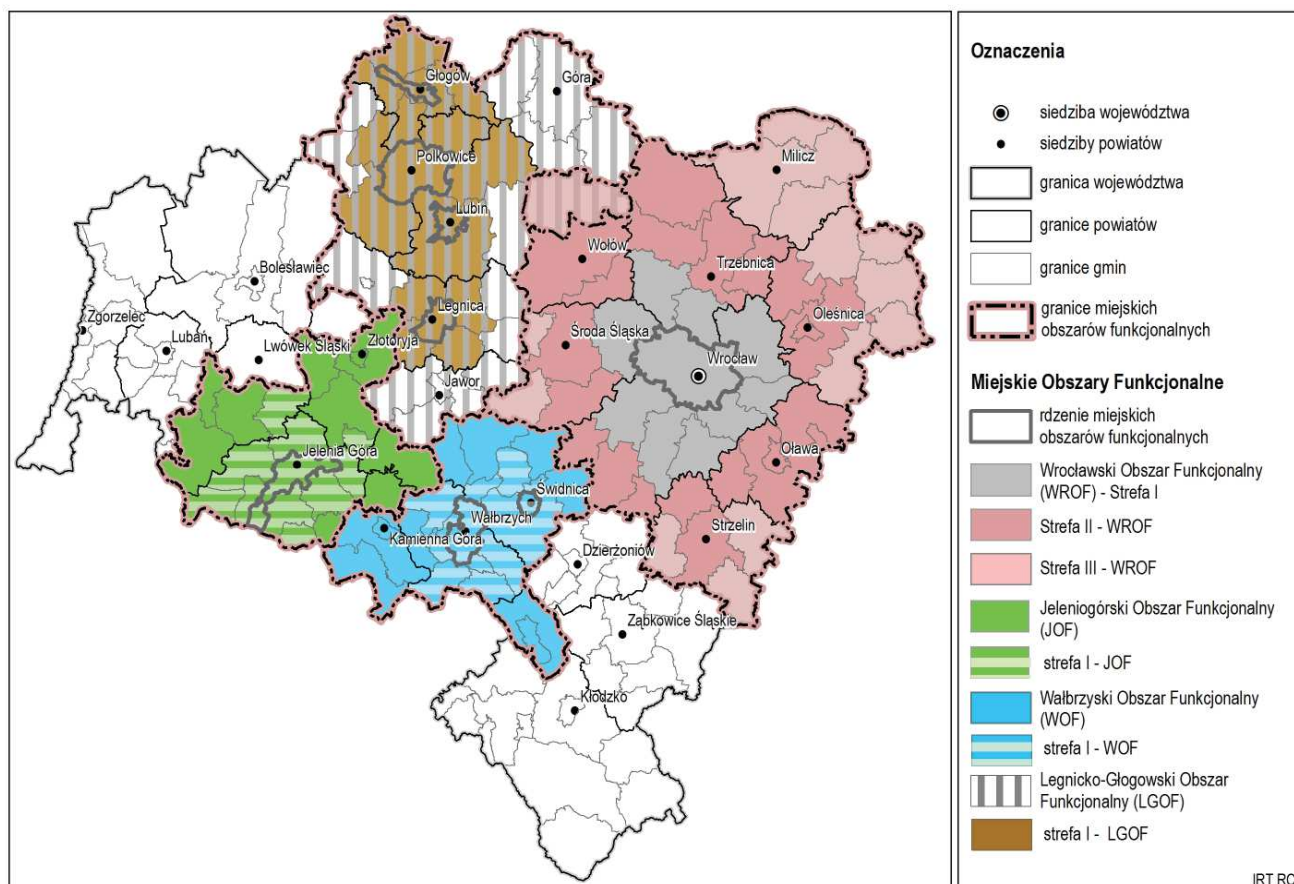 Głogów
Góra
Polkowice
Milicz
Lubin
Wołów
Trzebnica
Bolesławiec
Oleśnica
Legnica
Zgorzelec
Środa Śląska
Lubań
Lwówek Śląski
Złotoryja
Wrocław
Jawor
Jelenia Góra
Oława
Świdnica
Wałbrzych
Kamienna Góra
Strzelin
Dzierżoniów
Ząbkowice Śląskie
Kłodzko
Oznaczenia
siedziba województwa
siedziby powiatów
granica województwa
granice powiatów
granice gmin
granice miejskich
obszarów funkcjonalnych
Miejskie Obszary Funkcjonalne
rdzenie miejskich
obszarów funkcjonalnych
Wrocławski Obszar Funkcjonalny
(WROF) - Strefa I
Strefa II - WROF
Strefa III - WROF
Jeleniogórski Obszar Funkcjonalny
(JOF)
strefa I - JOF
Wałbrzyski Obszar Funkcjonalny
(WOF)
strefa I - WOF
Legnicko-Głogowski Obszar
Funkcjonalny (LGOF)
strefa I - LGOF
IRT RC